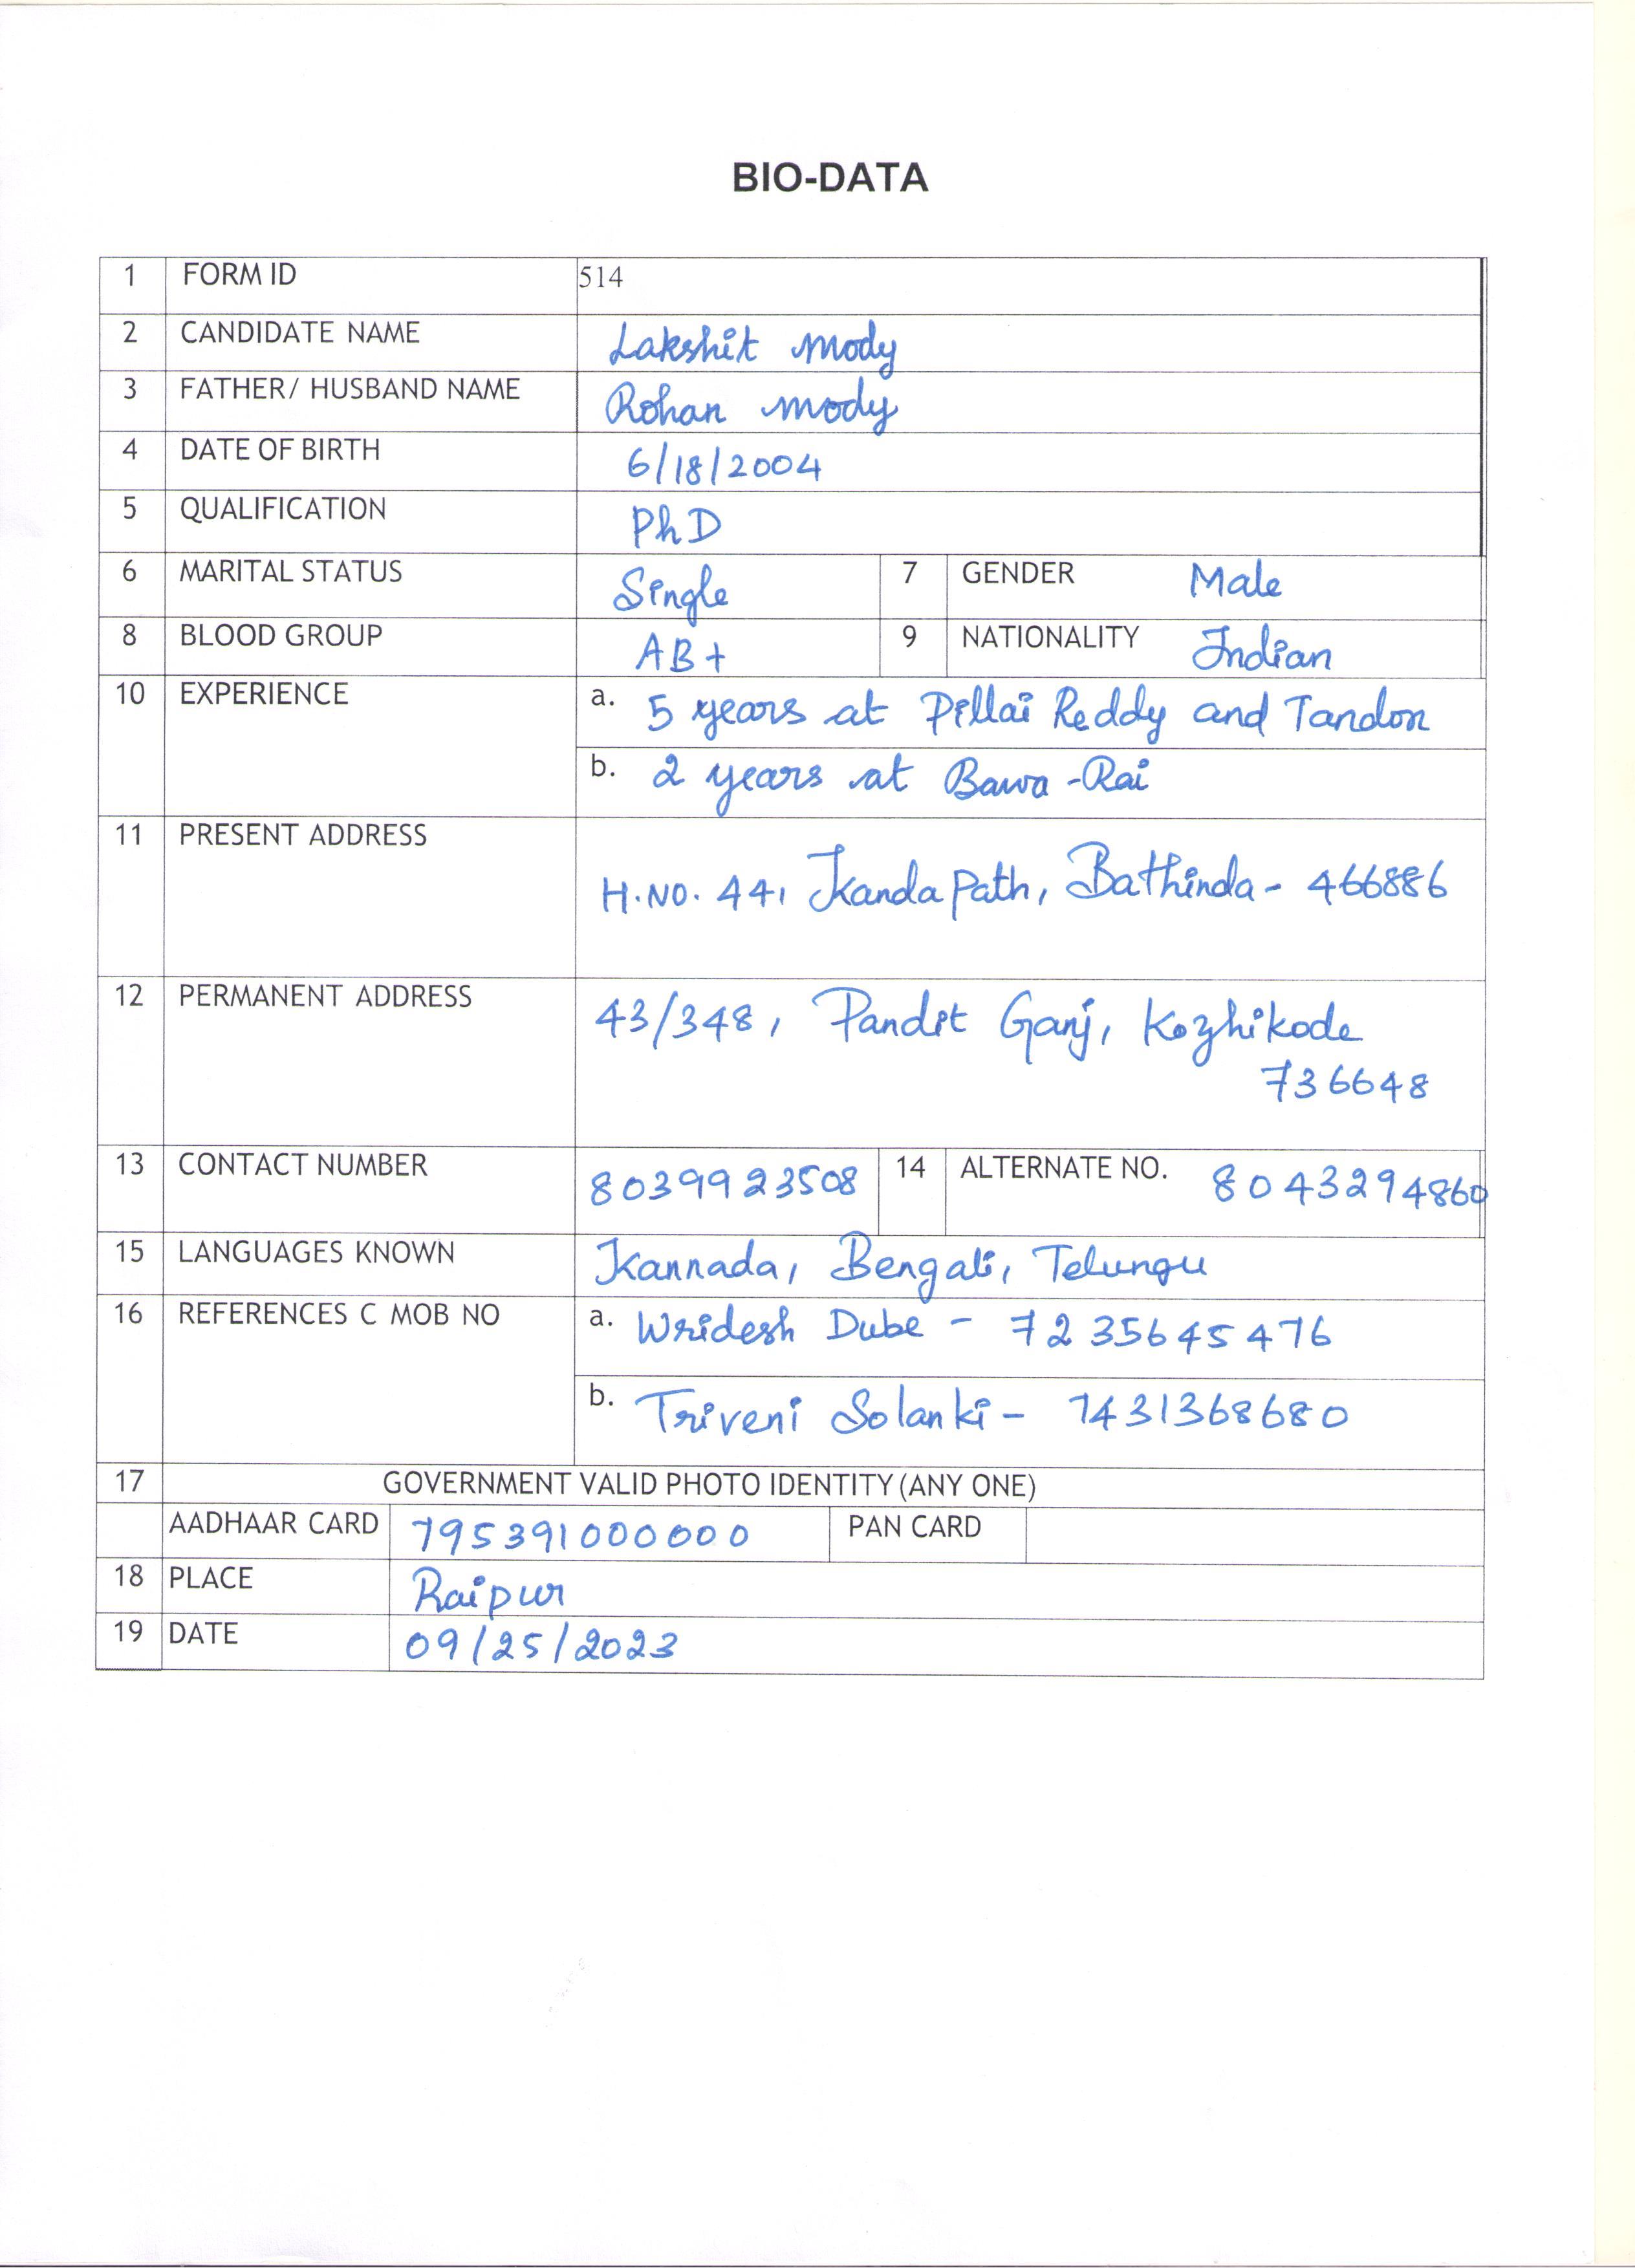 BIO-DATA
1 FORM ID 514
2 CANDIDATE NAME Lakshit Mody
3 FATHER/ HUSBAND NAME Rohan Mody
4 DATE OF BIRTH 6/18/2004
5 QUALIFICATION PhD
6 MARITAL STATUS Single 7 GENDER Male
8 BLOOD GROUP AB+ 9 NATIONALITY Indian
10 EXPERIENCE a. 5 years at Pillai Reddy and Tandon
b. 2 years at Bawa-Rai
11 PRESENT ADDRESS
H.NO. 44, Kanda Path, Bathinda - 466886
12 PERMANENT ADDRESS 43/348, Pandit Ganj, Kozhikode
736648
13 CONTACT NUMBER 8039923508 14 ALTERNATE NO. 8043294860
15 LANGUAGES KNOWN Kannada, Bengali, Telungu
16 REFERENCES C MOB NO a. Wridesh Dube - 7235645476
b. Triveni Solanki - 7431368680
17 GOVERNMENT VALID PHOTO IDENTITY (ANY ONE)
AADHAAR CARD 795391000000 PAN CARD
18 PLACE Raipur
19 DATE 09/25/2023